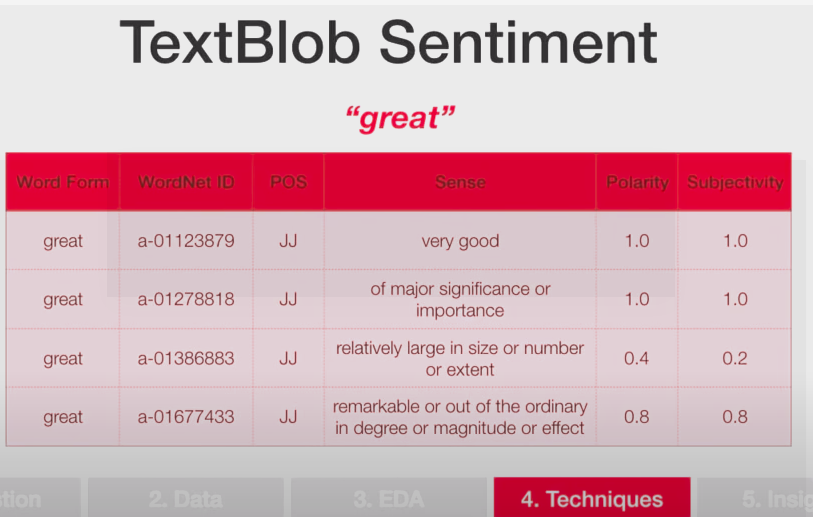 TextBlob Sentiment
“great”
Word Form WordNet ID POS Sense Polarity Subjectivity
great a-01123879 JJ very good 1.0 1.0
great a-01278818 JJ of major significance or
importance 1.0 1.0
great a-01386883 JJ relatively large in size or number
or extent 0.4 0.2
great a-01677433 JJ remarkable or out of the ordinary
in degree or magnitude or effect 0.8 0.8
stion 2. Data 3. EDA 4. Techniques 5. Insig